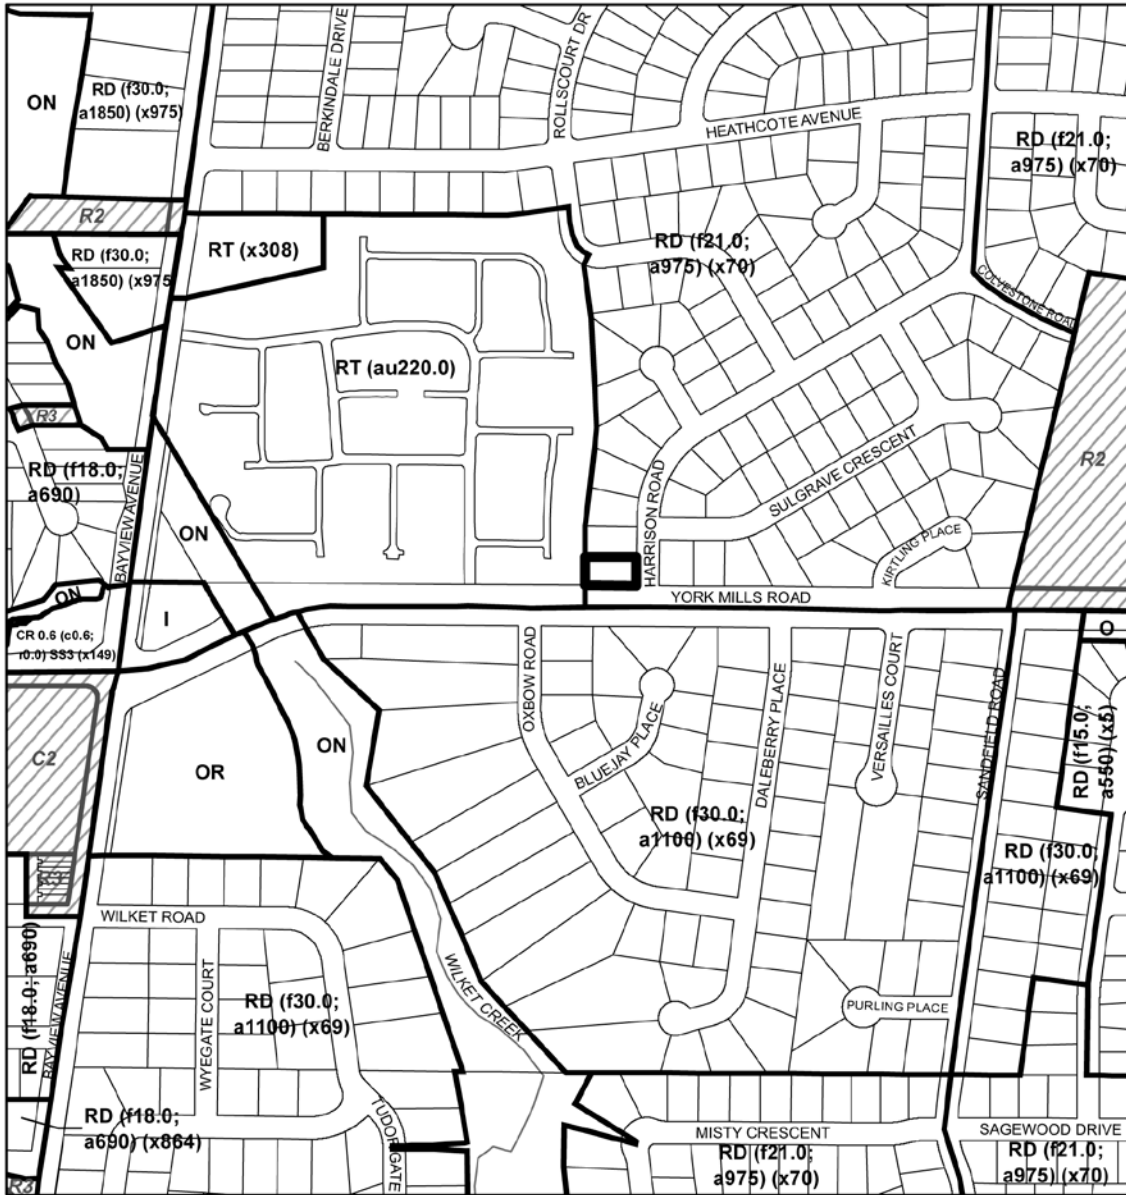 ON
RD (f30.0;
a1850) (x975)
BERKINDALE DRIVE
ROLLSCOURT DR
HEATHCOTE AVENUE
RD (f21.0;
a975) (x70)
R2
RT (x308)
RD (f30.0;
a1850) (x975
RD (f21.0;
a975) (x70)
COLVESTONE ROAD
ON
RT (au220.0)
R3
RD (f18.0;
a690)
BAYVIEW AVENUE
ON
HARRISON ROAD
SULGRAVE CRESCENT
KIRTLING PLACE
R2
ON
I
YORK MILLS ROAD
CR 0.6 (c0.6;
r0.0) SS3 (x149)
O
OXBOW ROAD
BLUEJAY PLACE
DALEBERRY PLACE
VERSAILLES COURT
SANDFIELD ROAD
RD (f15.0;
a550) (x5)
C2
OR
ON
RD (f30.0;
a1100) (x69)
RD (f30.0;
a1100) (x69)
R3
WILKET ROAD
RD (f18.0; a690)
BAYVIEW AVENUE
WYEGATE COURT
RD (f30.0;
a1100) (x69)
WILKET CREEK
PURLING PLACE
RD (f18.0;
a690) (x864)
TUDOR GATE
MISTY CRESCENT
RD (f21.0;
a975) (x70)
SAGEWOOD DRIVE
RD (f21.0;
a975) (x70)
R3